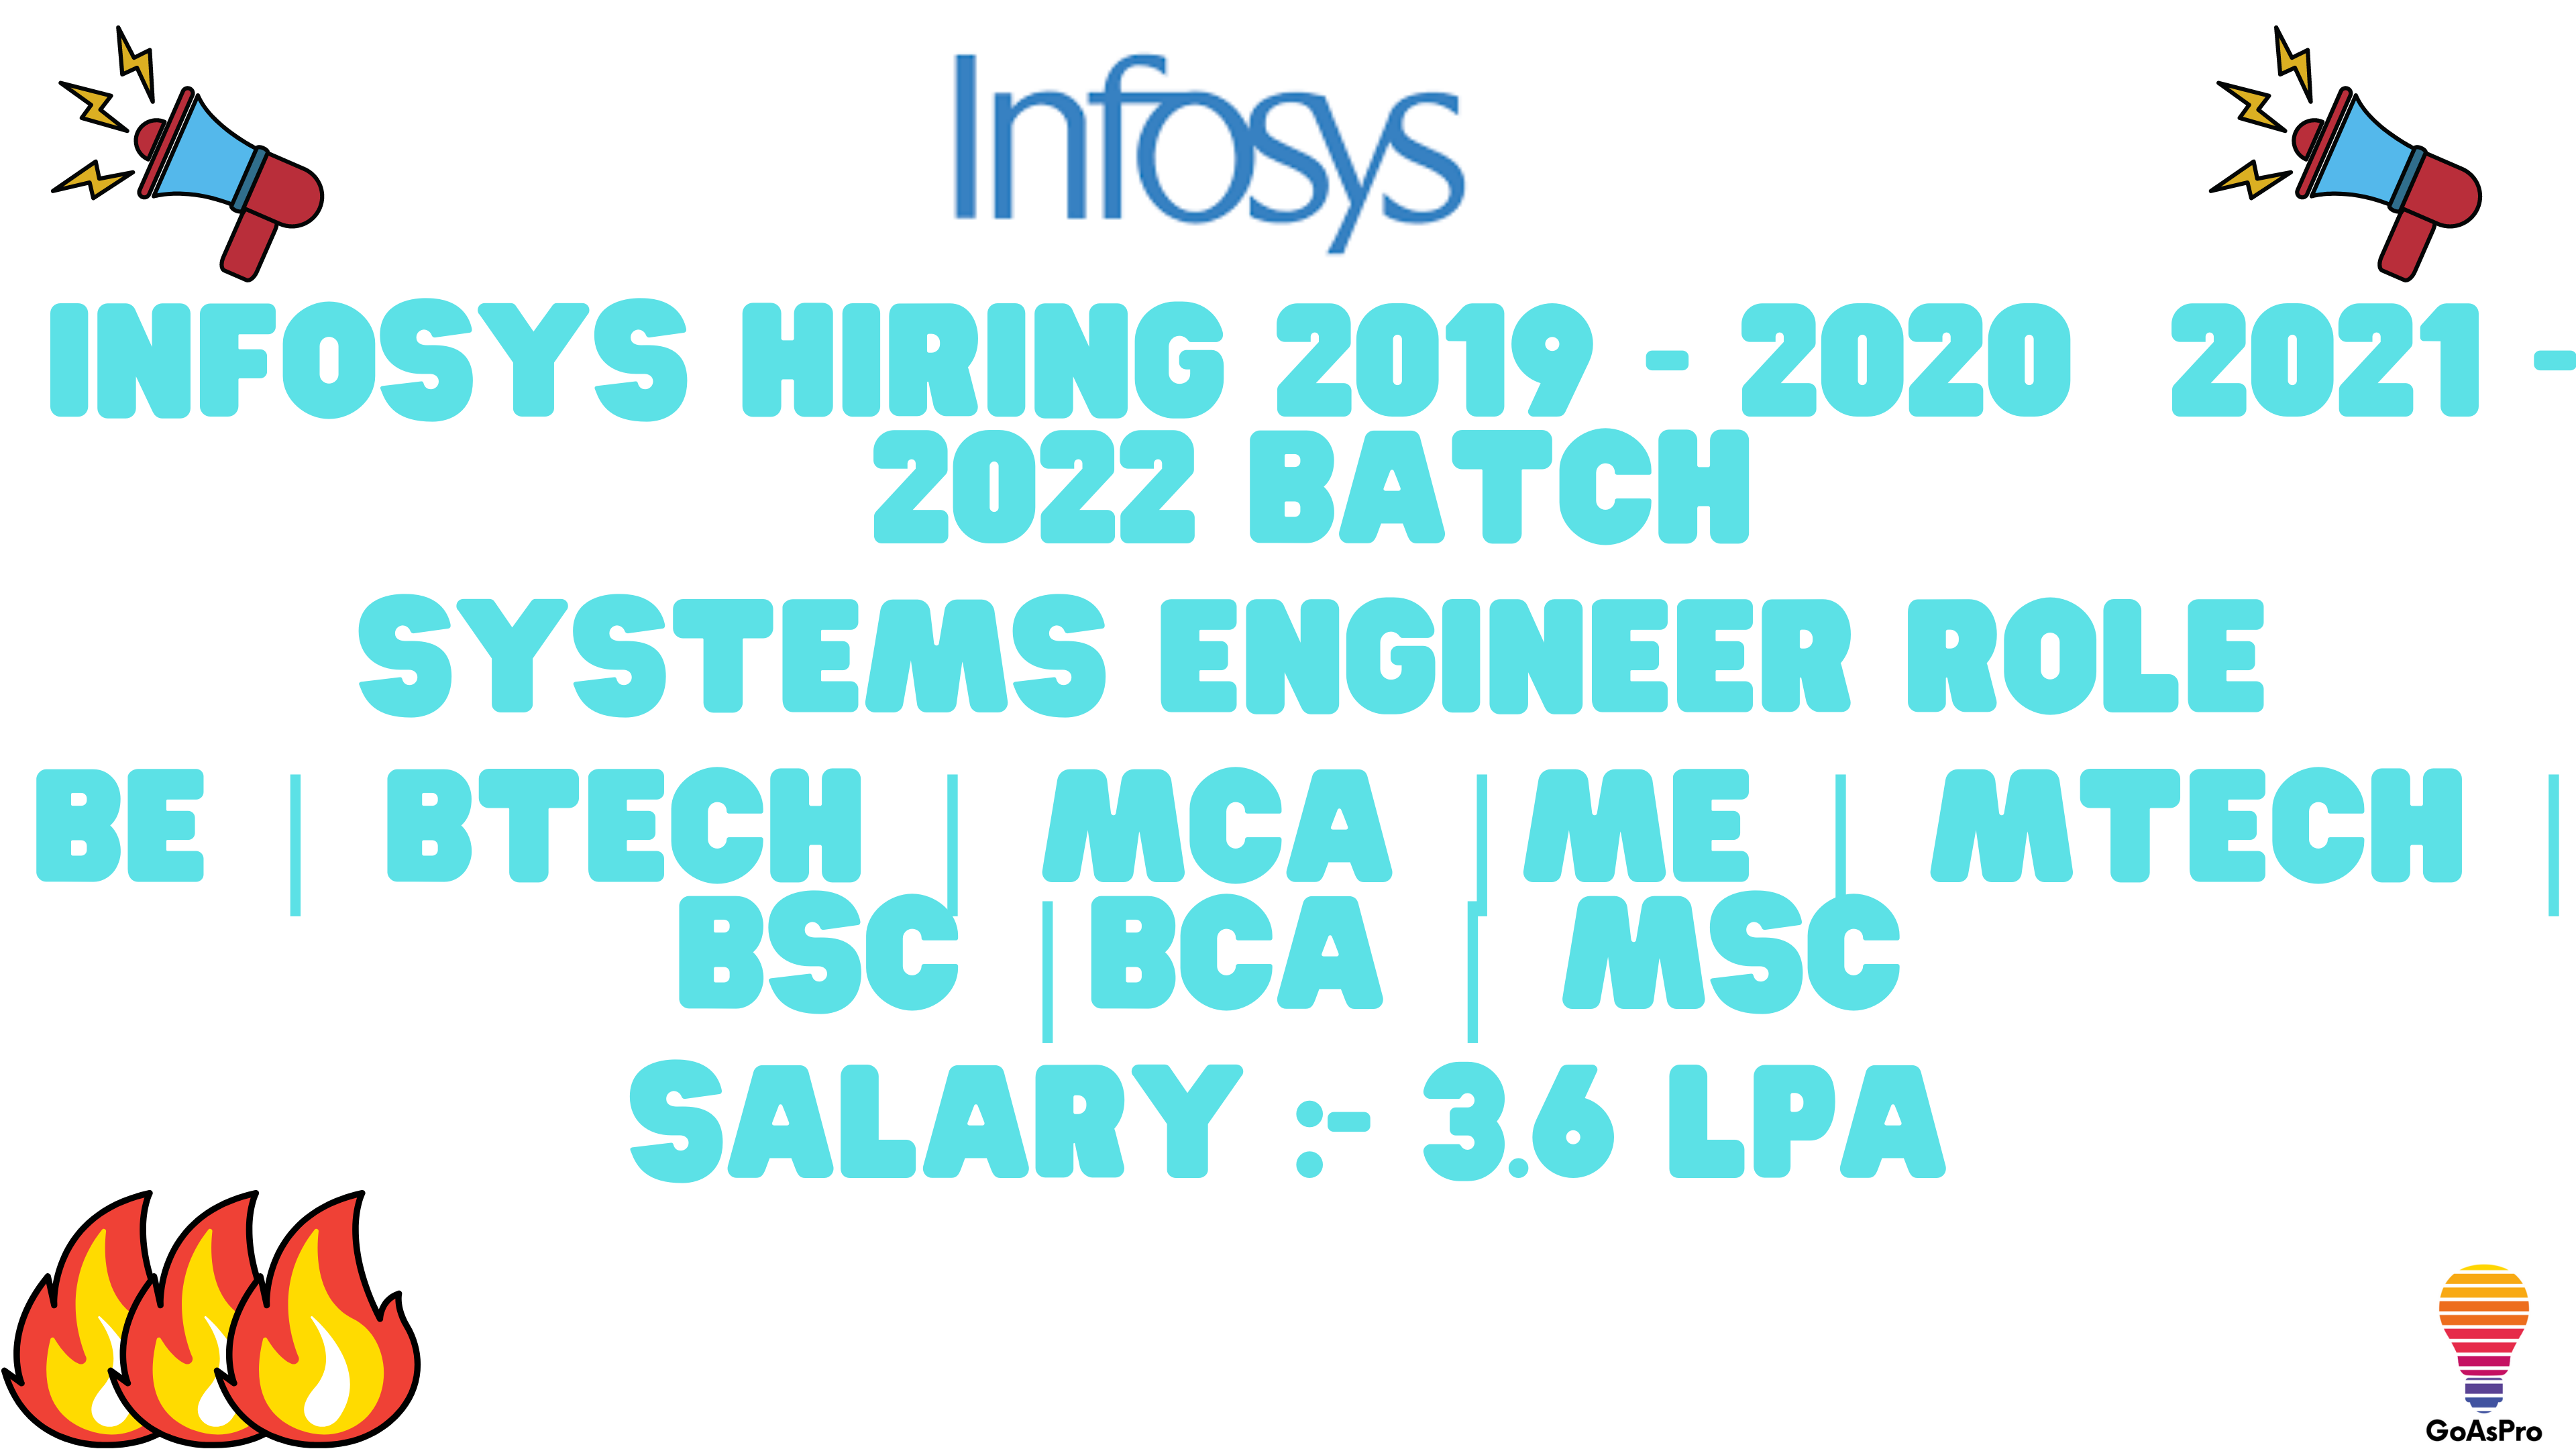 Infosys
INFOSYS HIRING 2019 - 2020 2021 -
2022 BATCH
SYSTEMS ENGINEER ROLE
BE | BTECH | MCA | ME | MTECH |
BSC | BCA | MSC
SALARY :- 3.6 LPA
GoAsPro